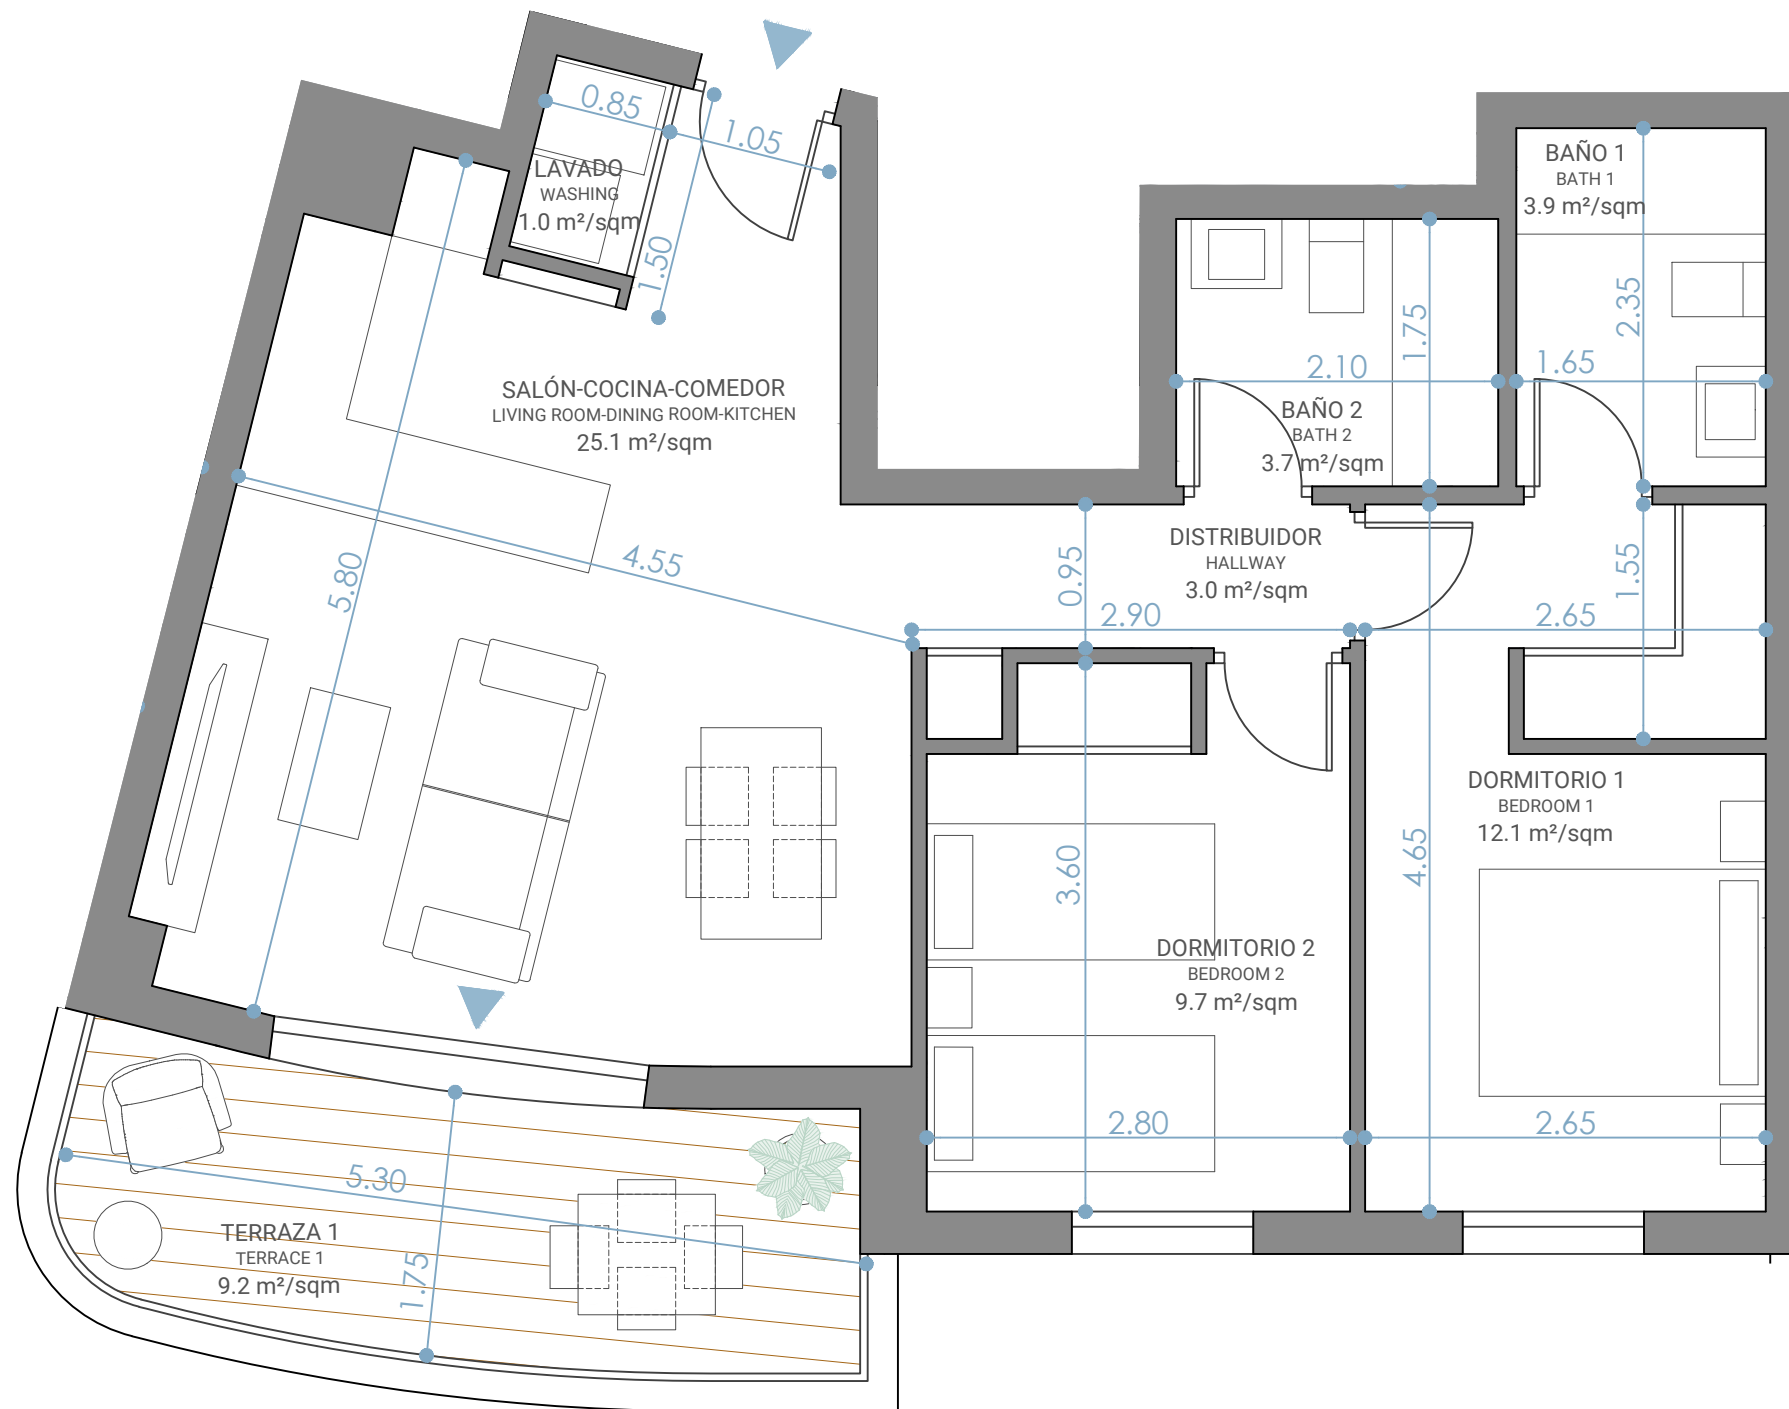 0.85
1.05
LAVADO
WASHING
1.0 m²/sqm
1.50
BAÑO 1
BATH 1
3.9 m²/sqm
2.35
1.65
1.75
2.10
BAÑO 2
BATH 2
3.7 m²/sqm
SALÓN-COCINA-COMEDOR
LIVING ROOM-DINING ROOM-KITCHEN
25.1 m²/sqm
5.80
4.55
DISTRIBUIDOR
HALLWAY
3.0 m²/sqm
0.95
2.90
1.55
2.65
DORMITORIO 1
BEDROOM 1
12.1 m²/sqm
4.65
3.60
DORMITORIO 2
BEDROOM 2
9.7 m²/sqm
2.80
2.65
5.30
TERRAZA 1
TERRACE 1
9.2 m²/sqm
1.75